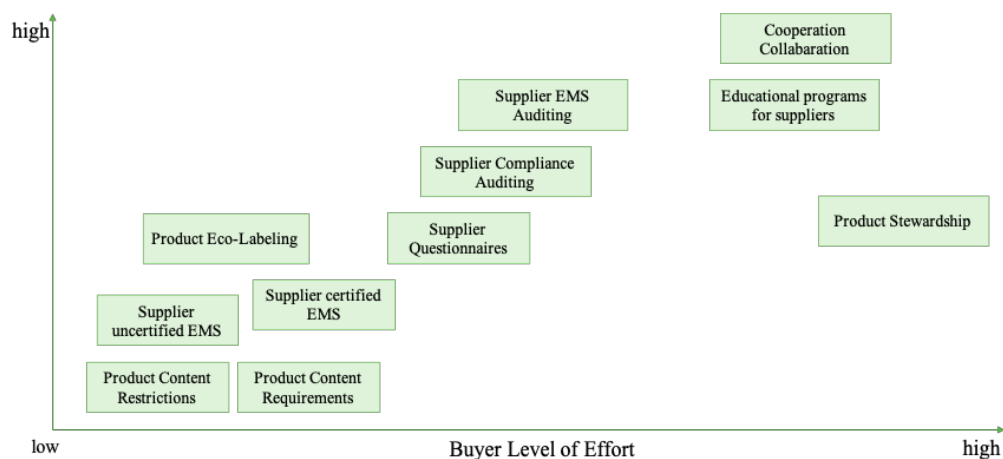 high
Cooperation
Collabaration
Supplier EMS
Auditing
Educational programs
for suppliers
Supplier Compliance
Auditing
Product Eco-Labeling
Supplier
Questionnaires
Product Stewardship
Supplier
uncertified EMS
Supplier certified
EMS
Product Content
Restrictions
Product Content
Requirements
low
Buyer Level of Effort
high